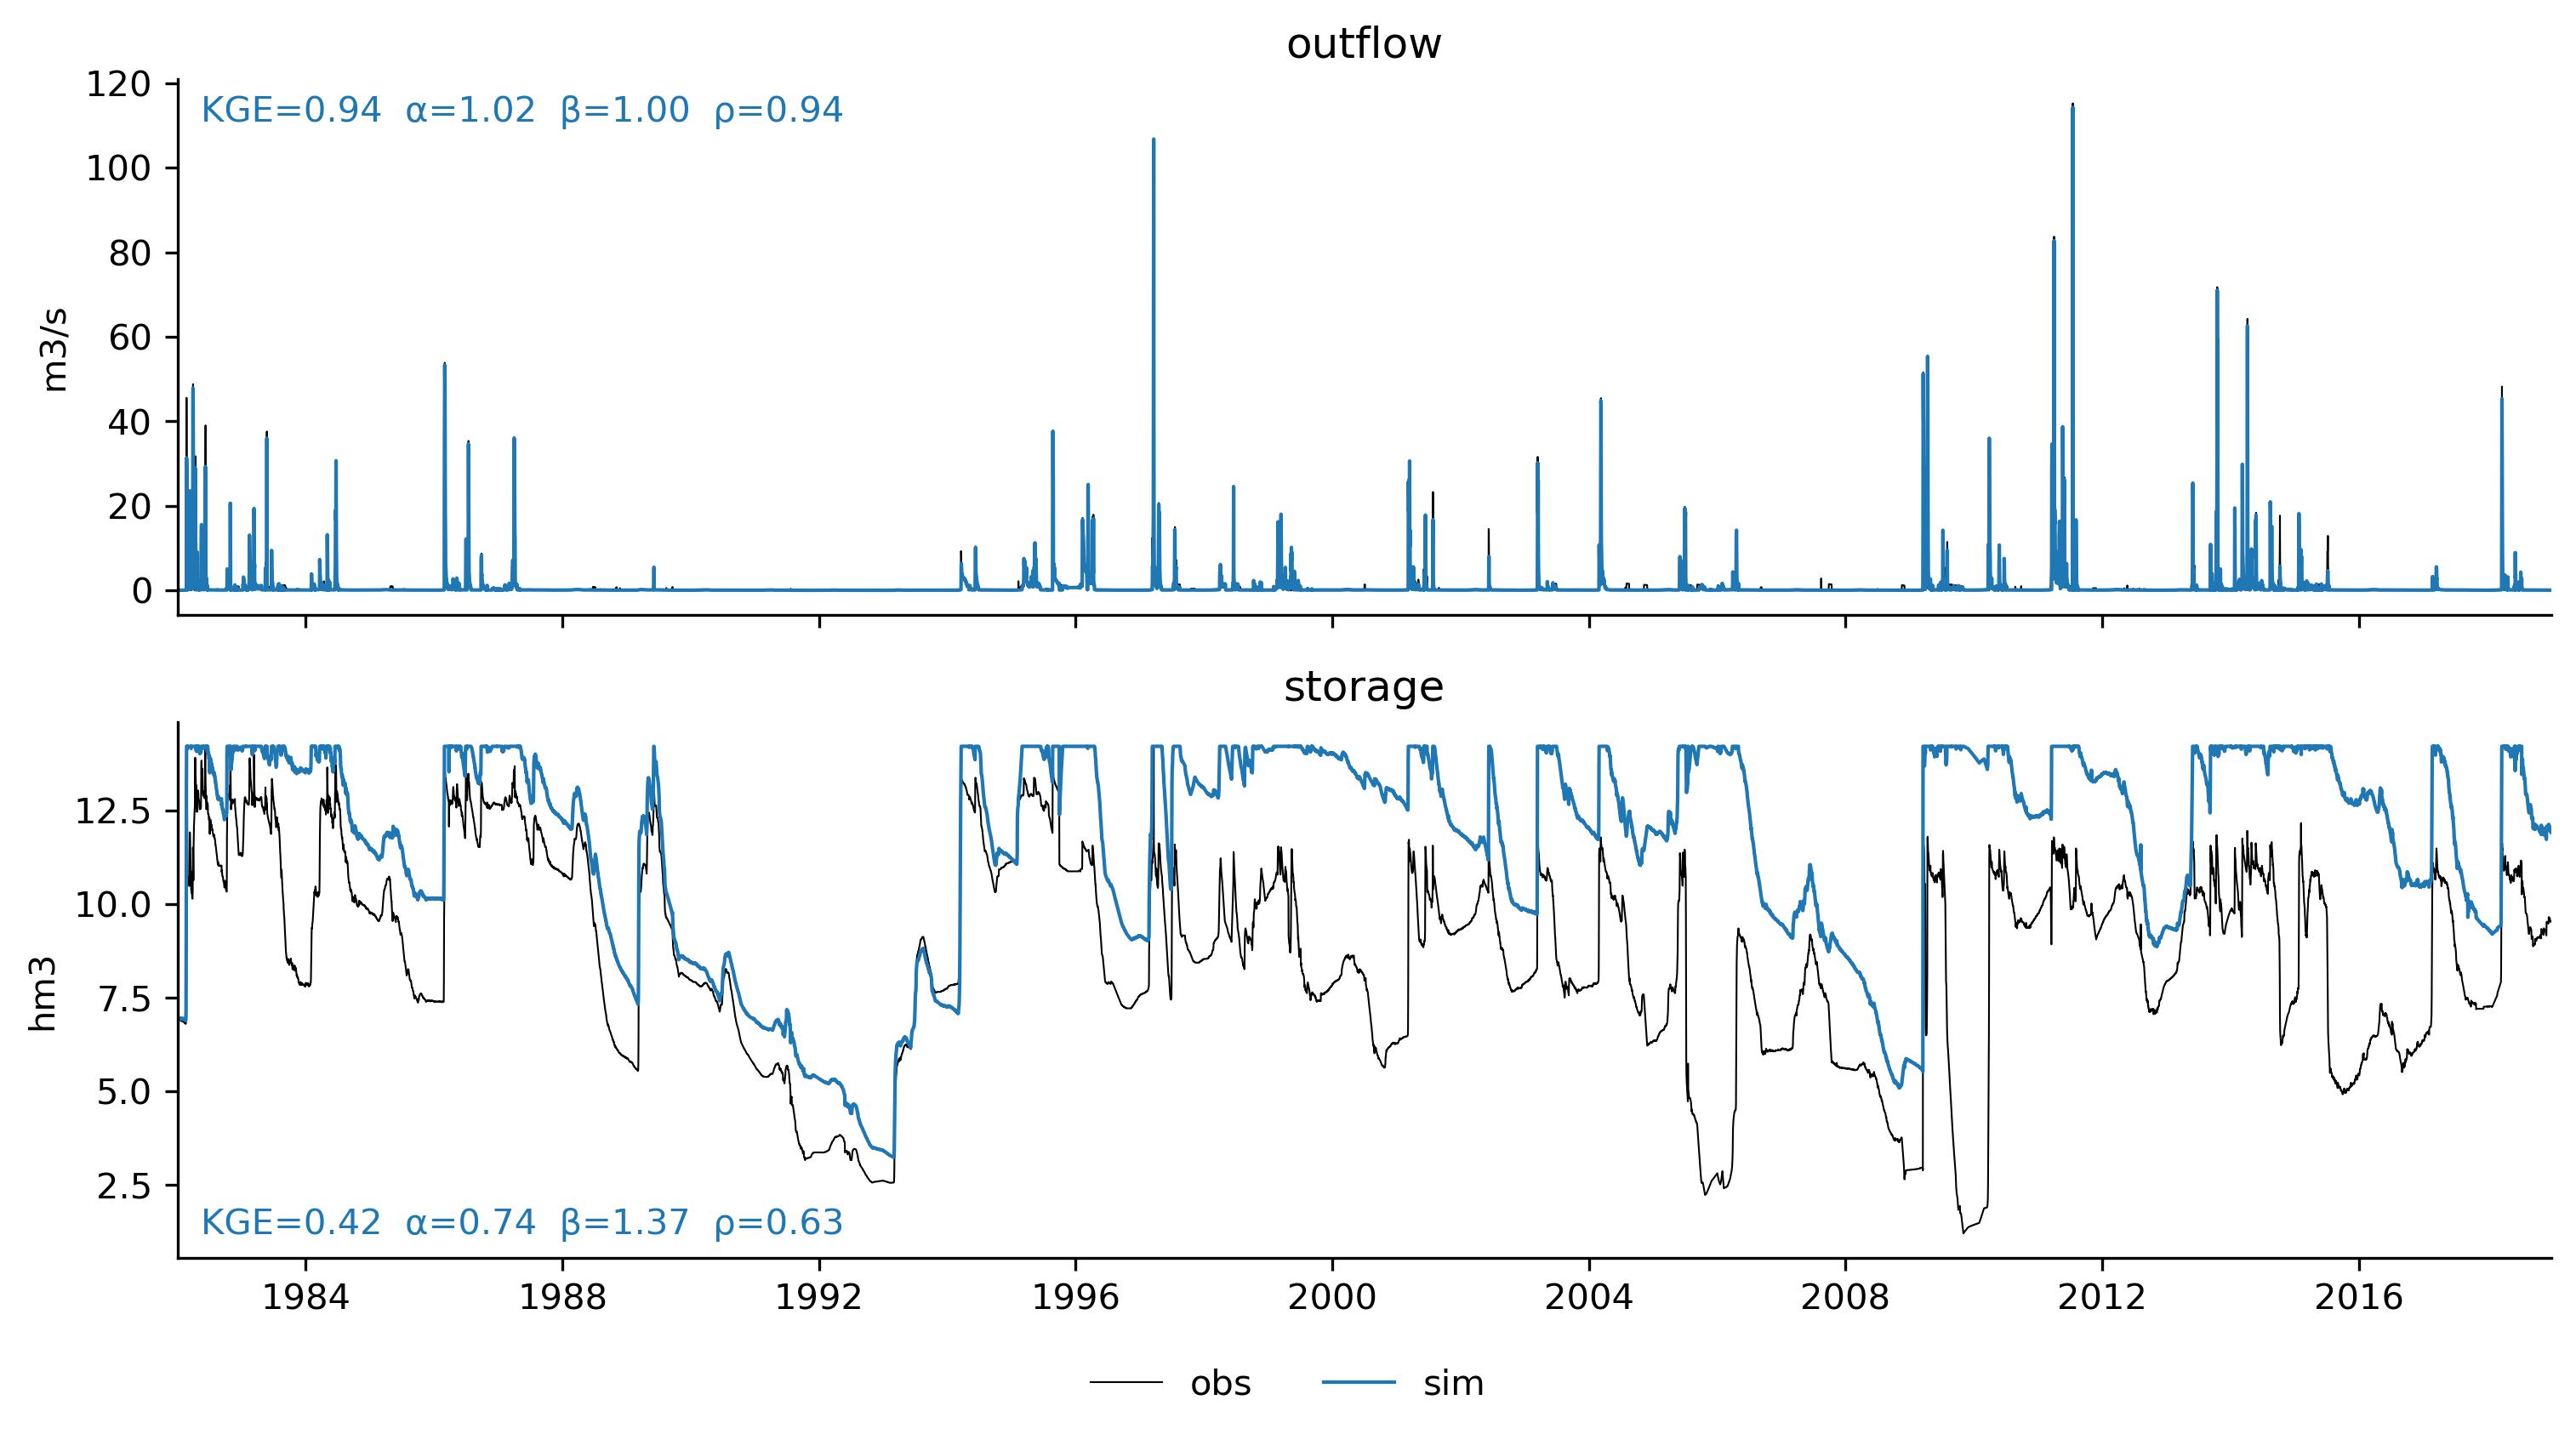 outflow
120
KGE=0.94 α=1.02 β=1.00 ρ=0.94
100
80
60
m3/s
40
20
0
storage
12.5
10.0
7.5
hm3
5.0
2.5
KGE=0.42 α=0.74 β=1.37 ρ=0.63
1984 1988 1992 1996 2000 2004 2008 2012 2016
obs sim